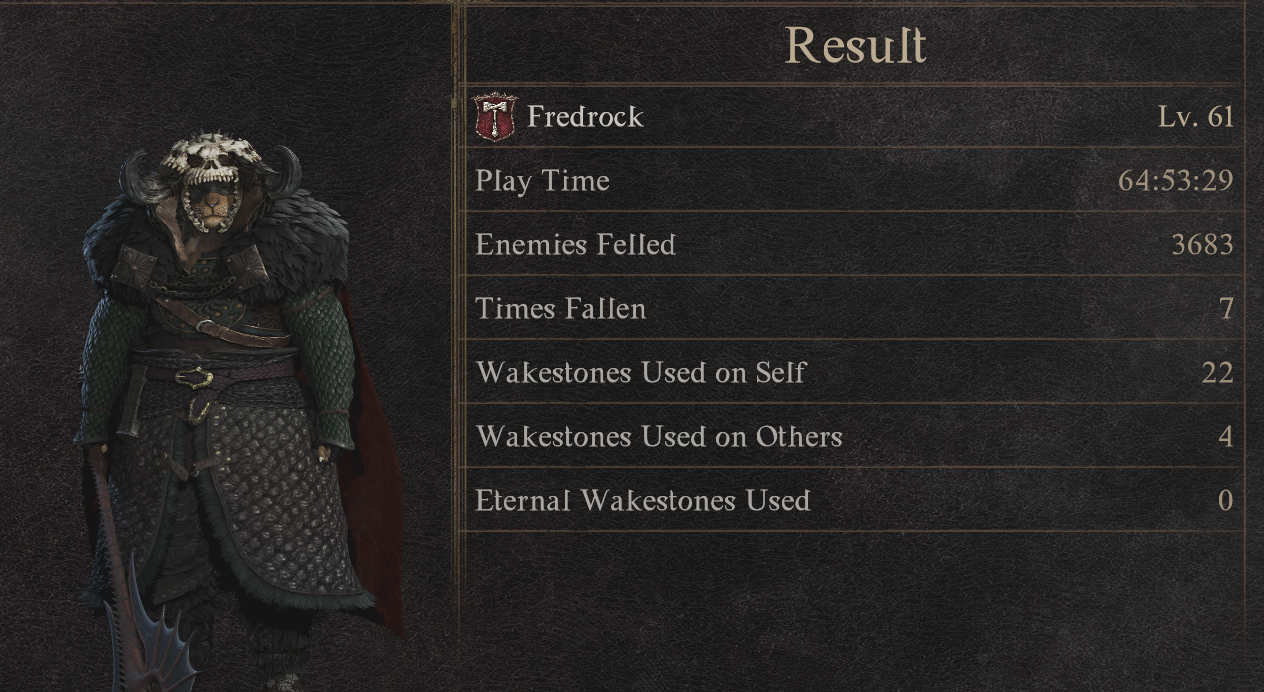 Result
Fredrock Lv. 61
Play Time 64:53:29
Enemies Felled 3683
Times Fallen 7
Wakestones Used on Self 22
Wakestones Used on Others 4
Eternal Wakestones Used 0